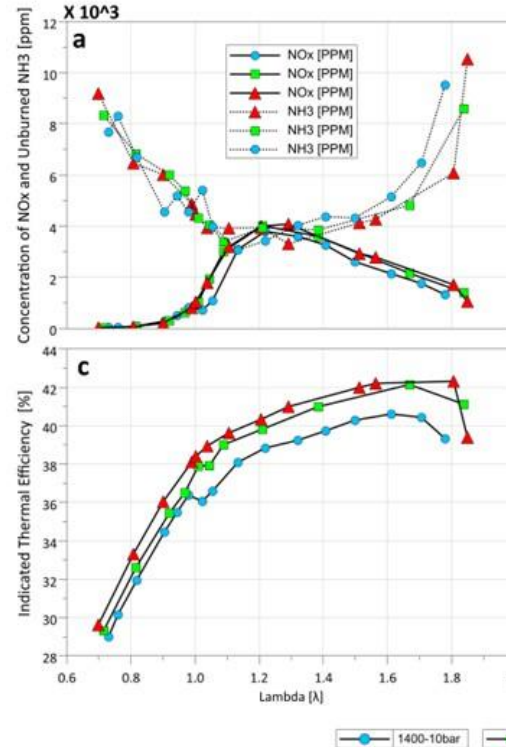 X 10^3
a
Concentration of NOx and Unburned NH3 [ppm]
12
10
8
6
4
2
0
NOx [PPM]
NOx [PPM]
NOx [PPM]
NH3 [PPM]
NH3 [PPM]
NH3 [PPM]
c
Indicated Thermal Efficiency [%]
44
42
40
38
36
34
32
30
28
0.6 0.8 1.0 1.2 1.4 1.6 1.8
Lambda [λ]
1400-10bar